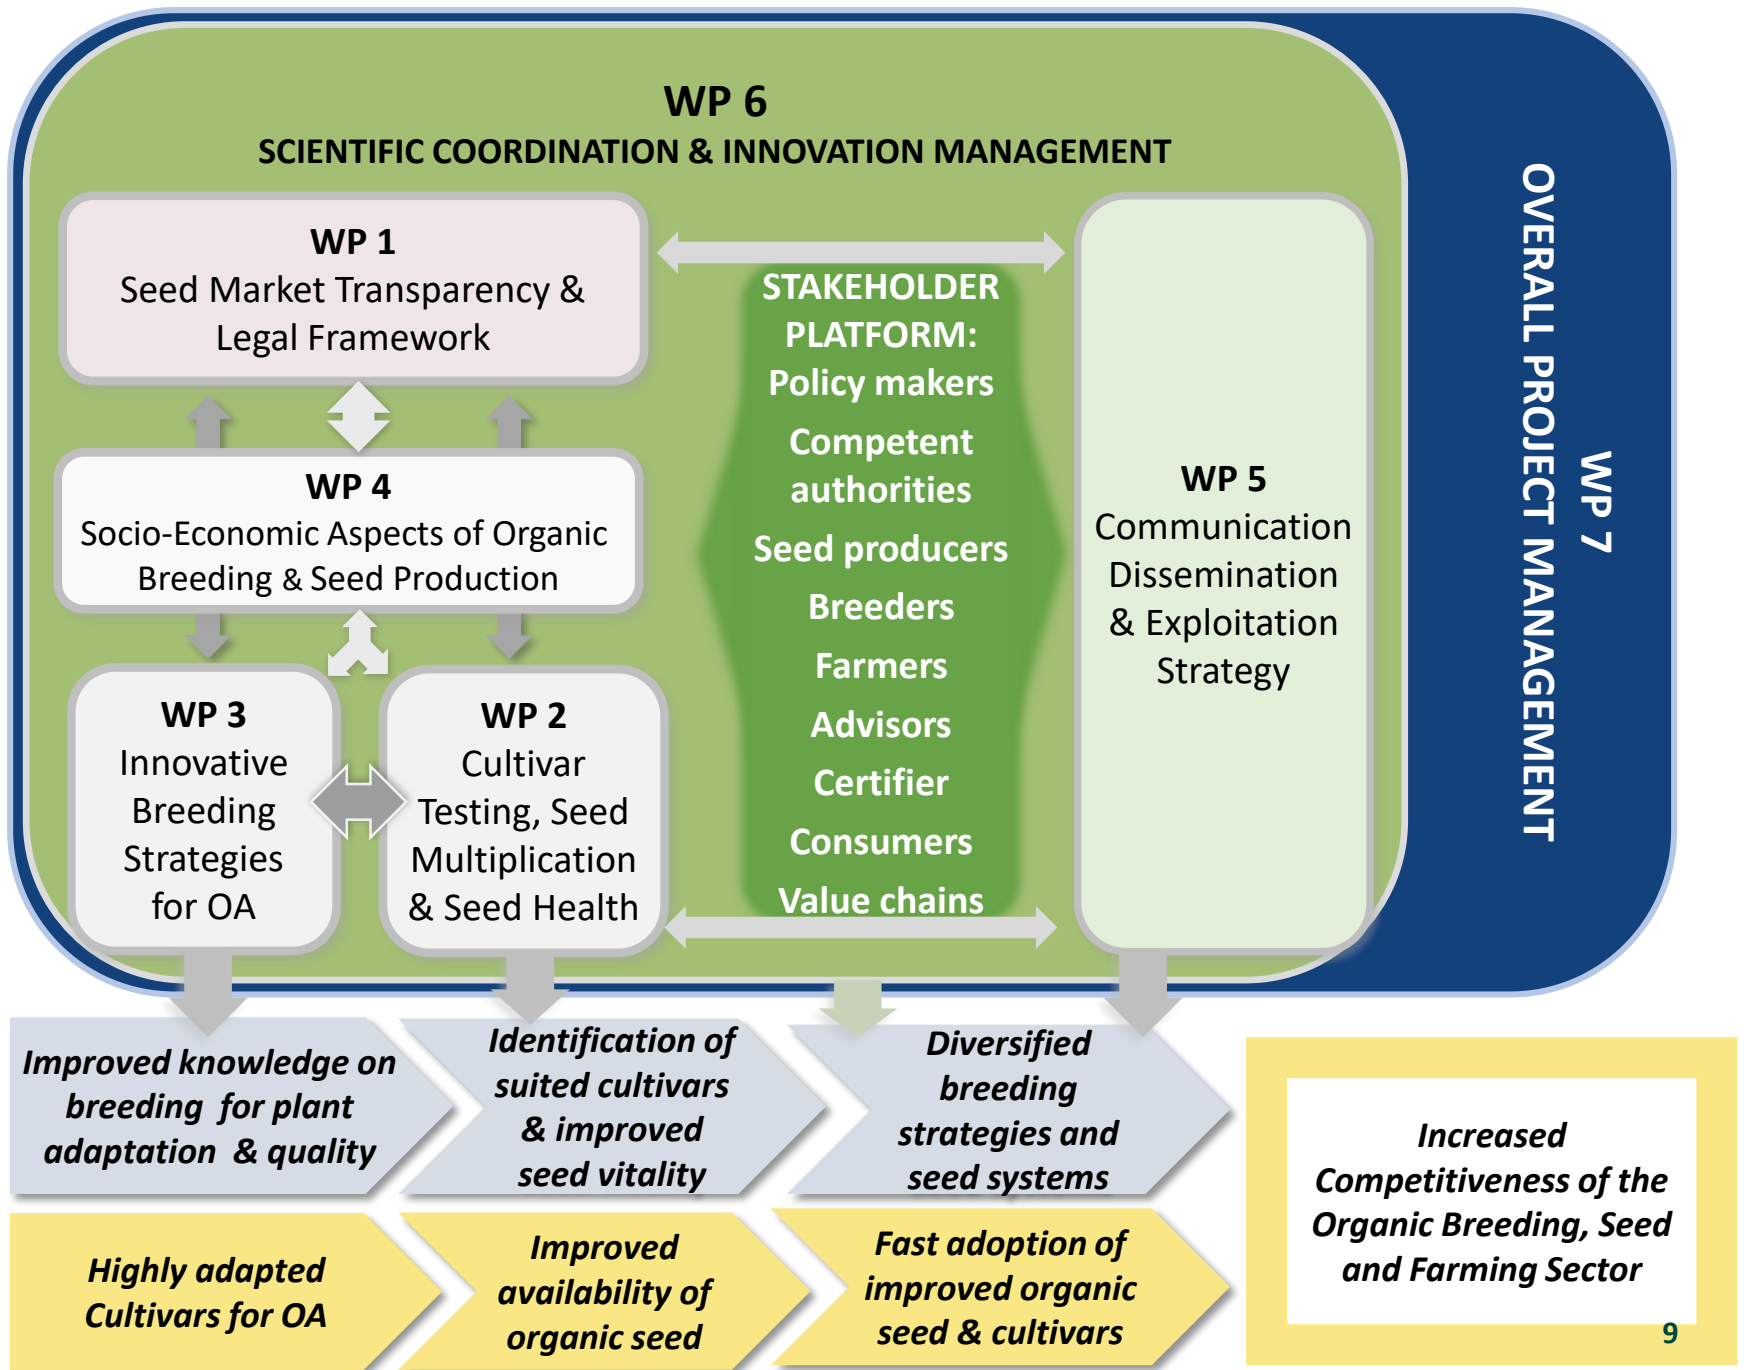 WP 6
SCIENTIFIC COORDINATION & INNOVATION MANAGEMENT
WP 1
Seed Market Transparency &
Legal Framework
WP 4
Socio-Economic Aspects of Organic
Breeding & Seed Production
WP 3
Innovative
Breeding
Strategies
for OA
WP 2
Cultivar
Testing, Seed
Multiplication
& Seed Health
STAKEHOLDER
PLATFORM:
Policy makers
Competent
authorities
Seed producers
Breeders
Farmers
Advisors
Certifier
Consumers
Value chains
WP 5
Communication
Dissemination
& Exploitation
Strategy
WP 7
OVERALL PROJECT MANAGEMENT
Improved knowledge on
breeding for plant
adaptation & quality
Identification of
suited cultivars
& improved
seed vitality
Diversified
breeding
strategies and
seed systems
Highly adapted
Cultivars for OA
Improved
availability of
organic seed
Fast adoption of
improved organic
seed & cultivars
Increased
Competitiveness of the
Organic Breeding, Seed
and Farming Sector
9